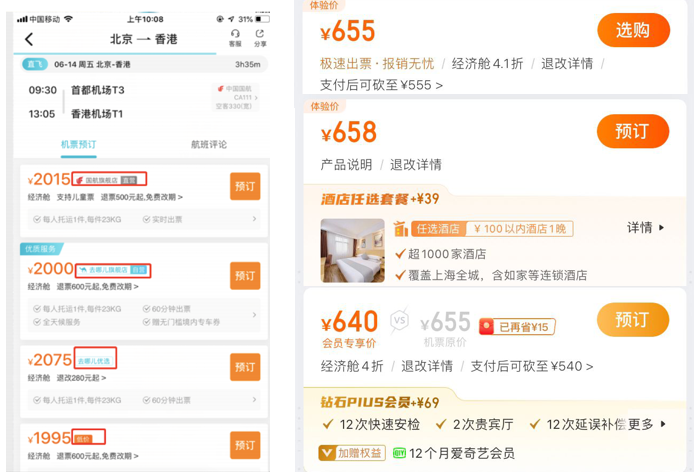 中国移动
上午10:08
31%
北京 → 香港
客服
分享
直飞
06-14 周五 北京-香港
3h35m
09:30
首都机场T3
13:05
香港机场T1
中国国航
CA111
空客330(宽)
机票预订
航班评论
¥2015
国航旗舰店
预订
经济舱 支持儿童票 退票500元起,免费改期 >
每人托运1件,每件23KG
实时出票
优质服务
¥2000
去哪儿旗舰店
自营
预订
经济舱 退票600元起,免费改期 >
每人托运1件,每件23KG
60分钟出票
全天候服务
赠无门槛境内专车券
¥2075
去哪儿优选
预订
经济舱 退改280元起 >
每人托运1件,每件23KG
60分钟出票
¥1995
低价
预订
经济舱 退票600元起,免费改期 >
体验价
¥655
选购
极速出票 · 报销无忧 / 经济舱4.1折 / 退改详情 /
支付后可砍至 ¥555 >
体验价
¥658
预订
产品说明 / 退改详情
酒店任选套餐+¥39
任选酒店
¥100以内酒店1晚
详情
超1000家酒店
覆盖上海全城，含如家等连锁酒店
¥640
会员专享价
VS
¥655
机票原价
已再省¥15
预订
经济舱4折 / 退改详情 / 支付后可砍至 ¥540 >
钻石PLUS会员+¥69
12次快速安检
2次贵宾厅
12次延误补偿
更多
加赠权益
12个月爱奇艺会员